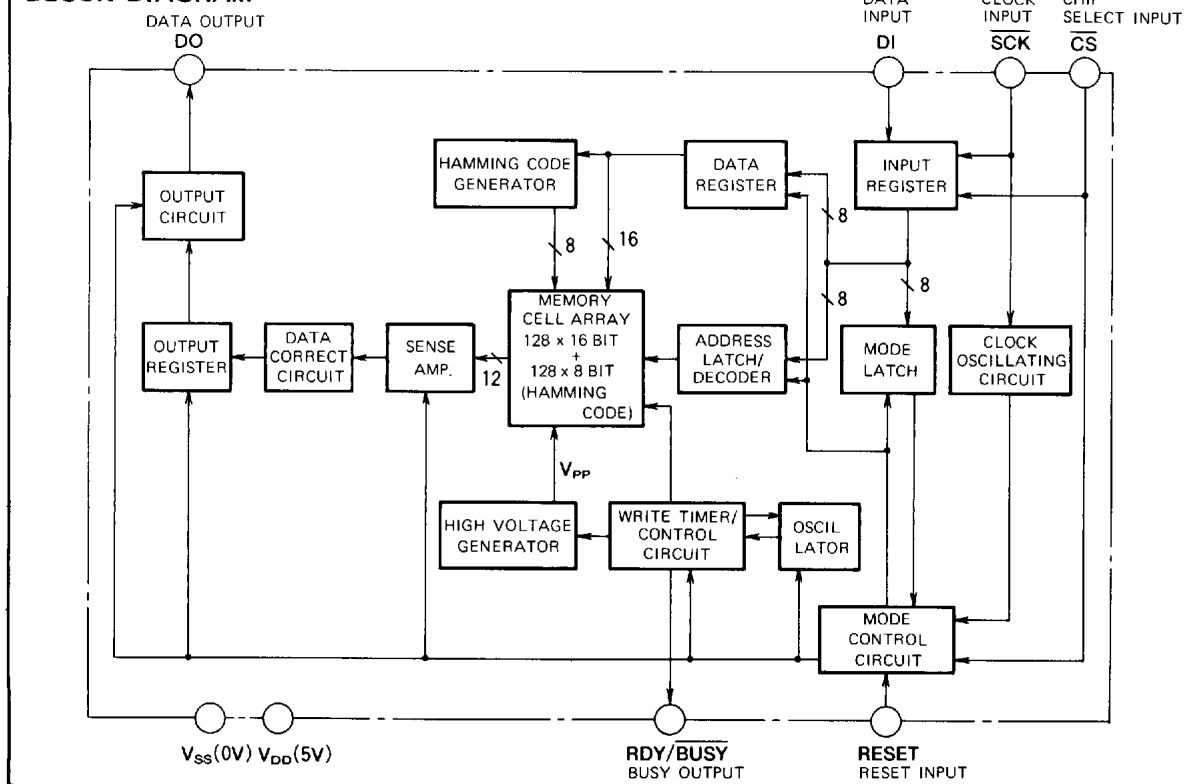 DATA OUTPUT
DO
DATA
INPUT
DI
CLOCK
INPUT
SCK
CHIP
SELECT INPUT
CS
HAMMING CODE
GENERATOR
DATA
REGISTER
INPUT
REGISTER
OUTPUT
CIRCUIT
8
16
8
8
8
MEMORY
CELL ARRAY
128 x 16 BIT
+
128 x 8 BIT
(HAMMING
CODE)
OUTPUT
REGISTER
DATA
CORRECT
CIRCUIT
SENSE
AMP.
12
ADDRESS
LATCH/
DECODER
MODE
LATCH
CLOCK
OSCILLATING
CIRCUIT
VPP
HIGH VOLTAGE
GENERATOR
WRITE TIMER/
CONTROL
CIRCUIT
OSCIL
LATOR
MODE
CONTROL
CIRCUIT
VSS(0V) VDD(5V)
RDY/BUSY
BUSY OUTPUT
RESET
RESET INPUT